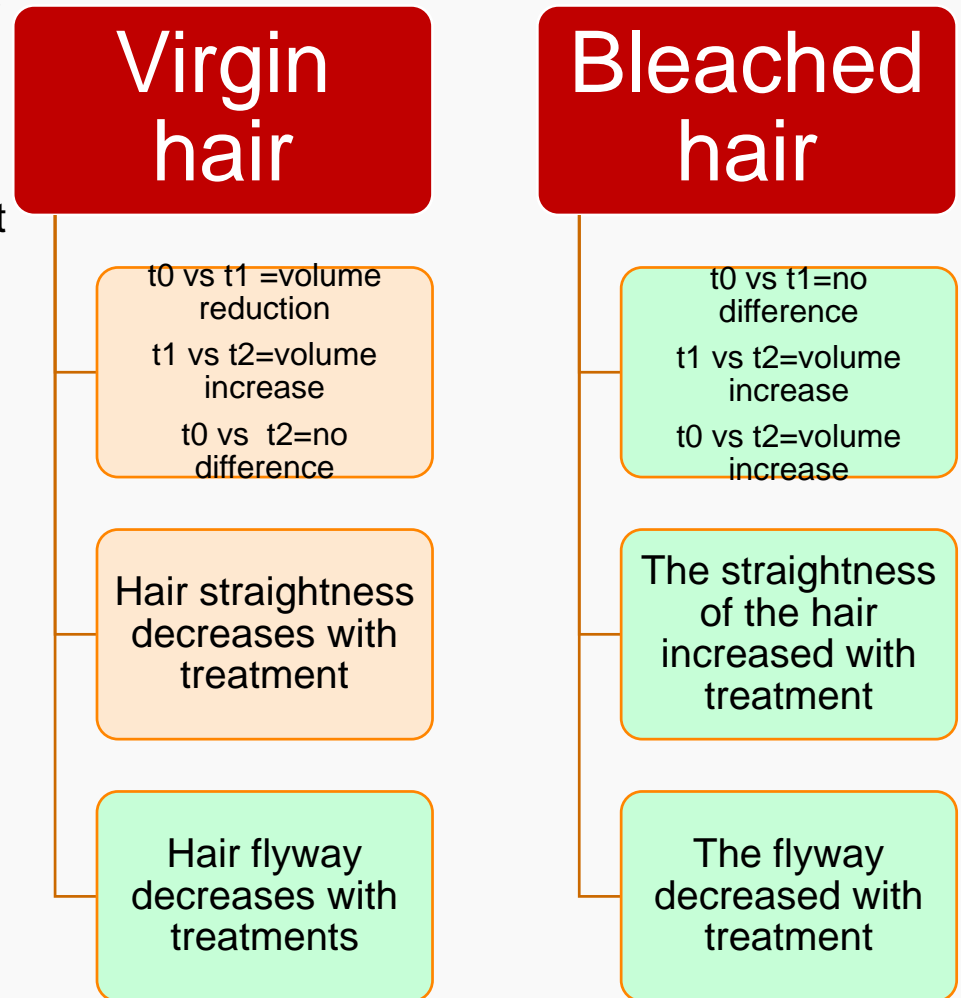 Virgin
hair
t
t0 vs t1 =volume
reduction
t1 vs t2=volume
increase
t0 vs  t2=no
difference
Hair straightness
decreases with
treatment
Hair flyway
decreases with
treatments
Bleached
hair
t0 vs t1=no
difference
t1 vs t2=volume
increase
t0 vs t2=volume
increase
The straightness
of the hair
increased with
treatment
The flyway
decreased with
treatment